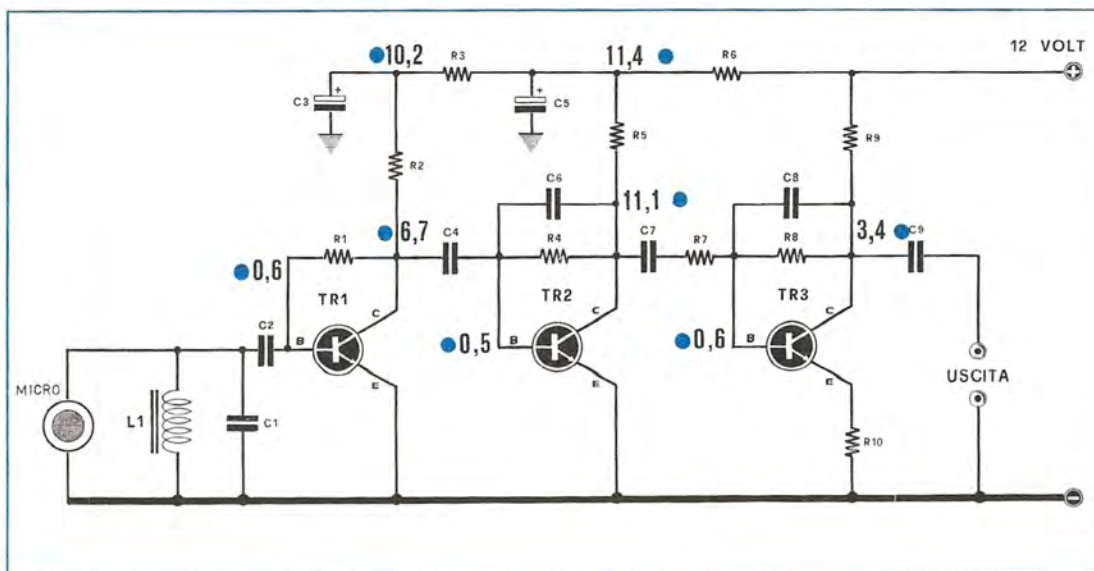 12 VOLT
10,2
R3
11,4
R6
+
C3
+
C5
+
R2
R5
R9
C6
C8
11,1
6,7
C4
3,4
C9
R1
R4
C7
R7
R8
0,6
TR1
TR2
TR3
C2
C
C
C
B
0,5
B
0,6
B
E
E
E
USCITA
MICRO
L1
C1
R10
-